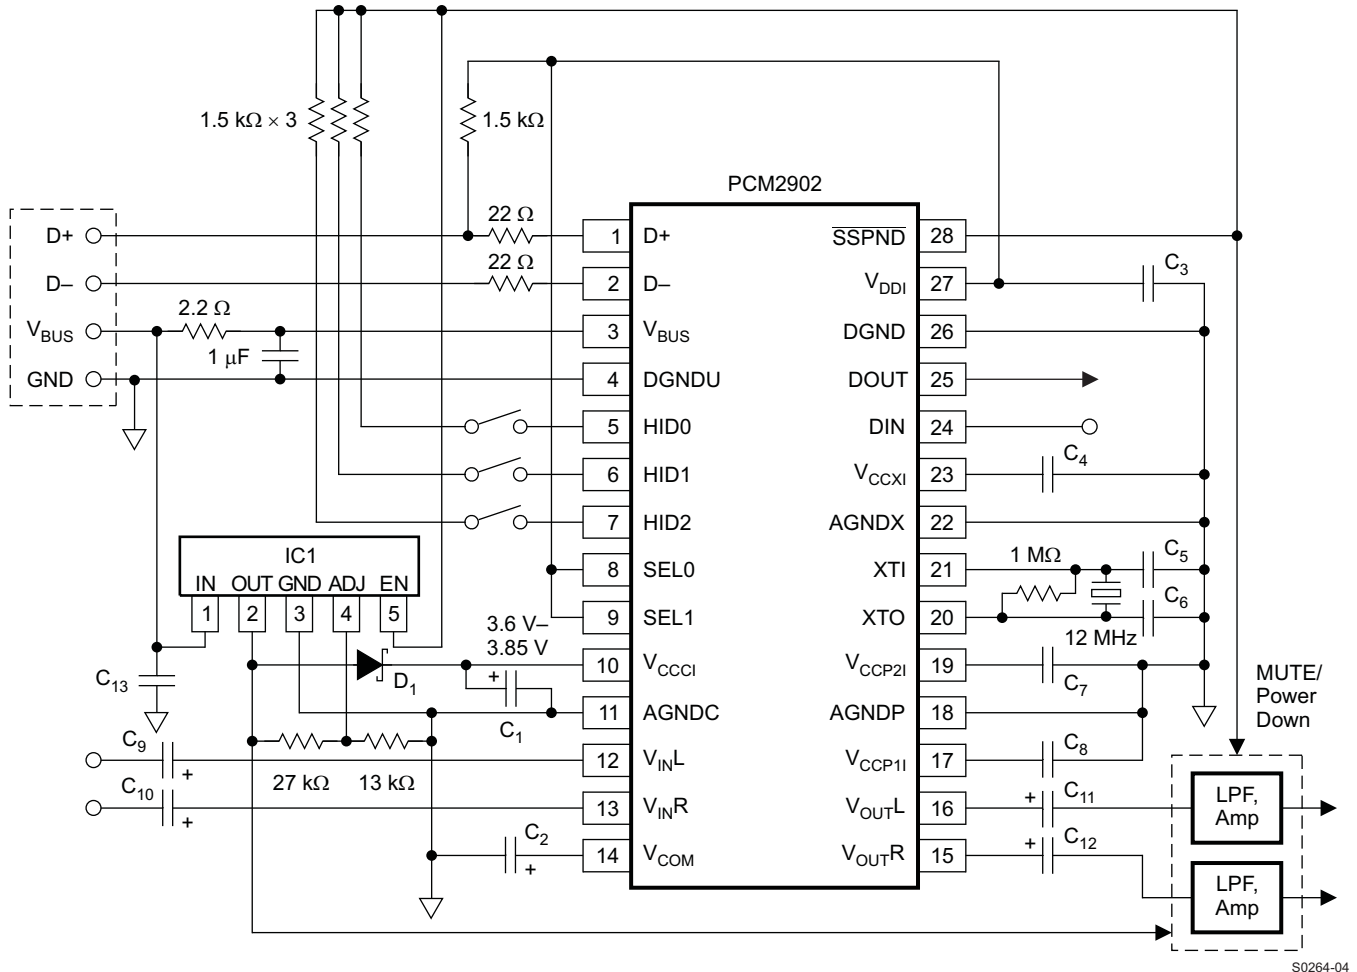 1.5 kΩ × 3
1.5 kΩ
PCM2902
D+
D–
VBUS
GND
22 Ω
22 Ω
2.2 Ω
1 μF
1 D+
2 D–
3 VBUS
4 DGNDU
5 HID0
6 HID1
7 HID2
8 SEL0
9 SEL1
10 VCCCI
11 AGNDC
12 VINL
13 VINR
14 VCOM
SSPND 28
VDDI 27
DGND 26
DOUT 25
DIN 24
VCCXI 23
AGNDX 22
XTI 21
XTO 20
VCCP2I 19
AGNDP 18
VCCP1I 17
VOUTL 16
VOUTR 15
IC1
IN OUT GND ADJ EN
1 2 3 4 5
3.6 V–
3.85 V
D1
+
C1
C13
C9
+
C10
+
27 kΩ
13 kΩ
C2
+
C3
C4
1 MΩ
C5
C6
12 MHz
C7
C8
+
C11
+
C12
MUTE/
Power
Down
LPF,
Amp
LPF,
Amp
S0264-04